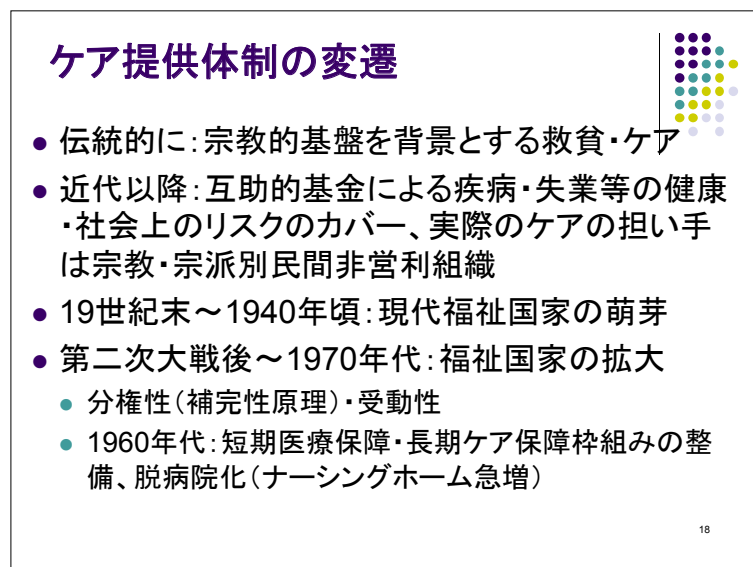 ケア提供体制の変遷
● 伝統的に：宗教的基盤を背景とする救貧・ケア
● 近代以降：互助的基金による疾病・失業等の健康
・社会上のリスクのカバー、実際のケアの担い手
は宗教・宗派別民間非営利組織
● 19世紀末～1940年頃：現代福祉国家の萌芽
● 第二次大戦後～1970年代：福祉国家の拡大
● 分権性（補完性原理）・受動性
● 1960年代：短期医療保障・長期ケア保障枠組みの整
備、脱病院化（ナーシングホーム急増）
18